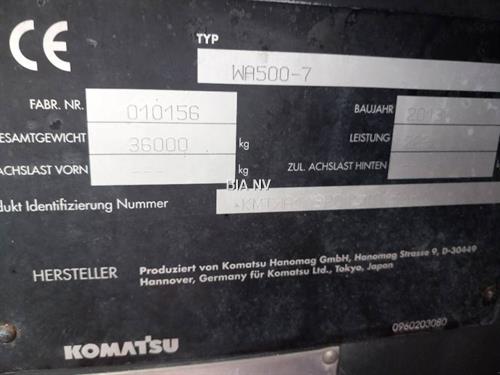 CE
TYP
WA500-7
FABR. NR. 010156 BAUJAHR
ESAMTGEWICHT 36000 kg LEISTUNG
ACHSLAST VORN --- kg ZUL. ACHSLAST HINTEN
BIA NV
dukt Identifizierung Nummer
HERSTELLER Produziert von Komatsu Hanomag GmbH, Hanomag Strasse 9, D-30449
Hannover, Germany für Komatsu Ltd., Tokyo, Japan
0960203080
KOMATSU